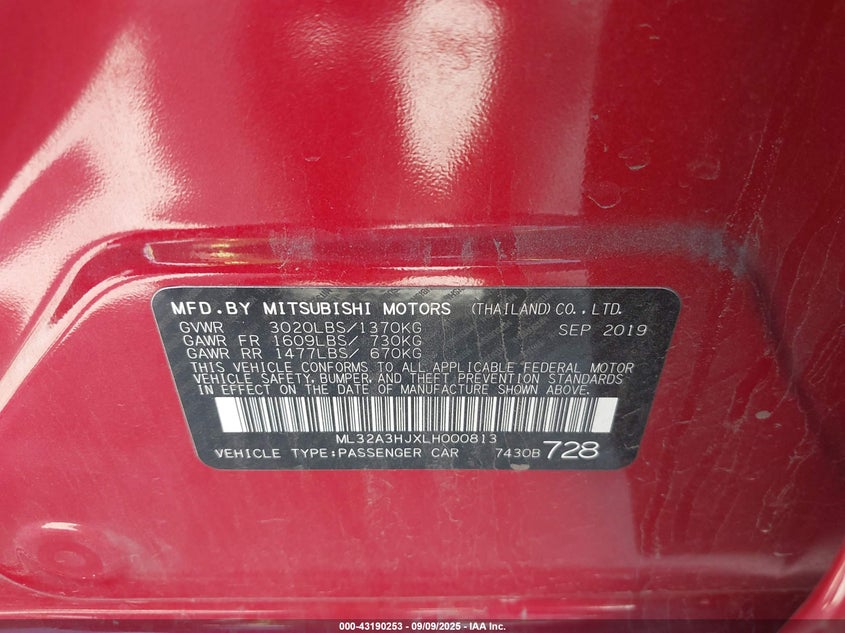 MFD.BY MITSUBISHI MOTORS (THAILAND)CO.,LTD.
GVWR 3020LBS/1370KG SEP 2019
GAWR FR 1609LBS/ 730KG
GAWR RR 1477LBS/ 670KG
THIS VEHICLE CONFORMS TO ALL APPLICABLE FEDERAL MOTOR
VEHICLE SAFETY, BUMPER, AND THEFT PREVENTION STANDARDS
IN EFFECT ON THE DATE OF MANUFACTURE SHOWN ABOVE.
ML32A3HJXLH000813
VEHICLE TYPE:PASSENGER CAR 7430B 728
000-43190253 - 09/09/2025 - IAA Inc.